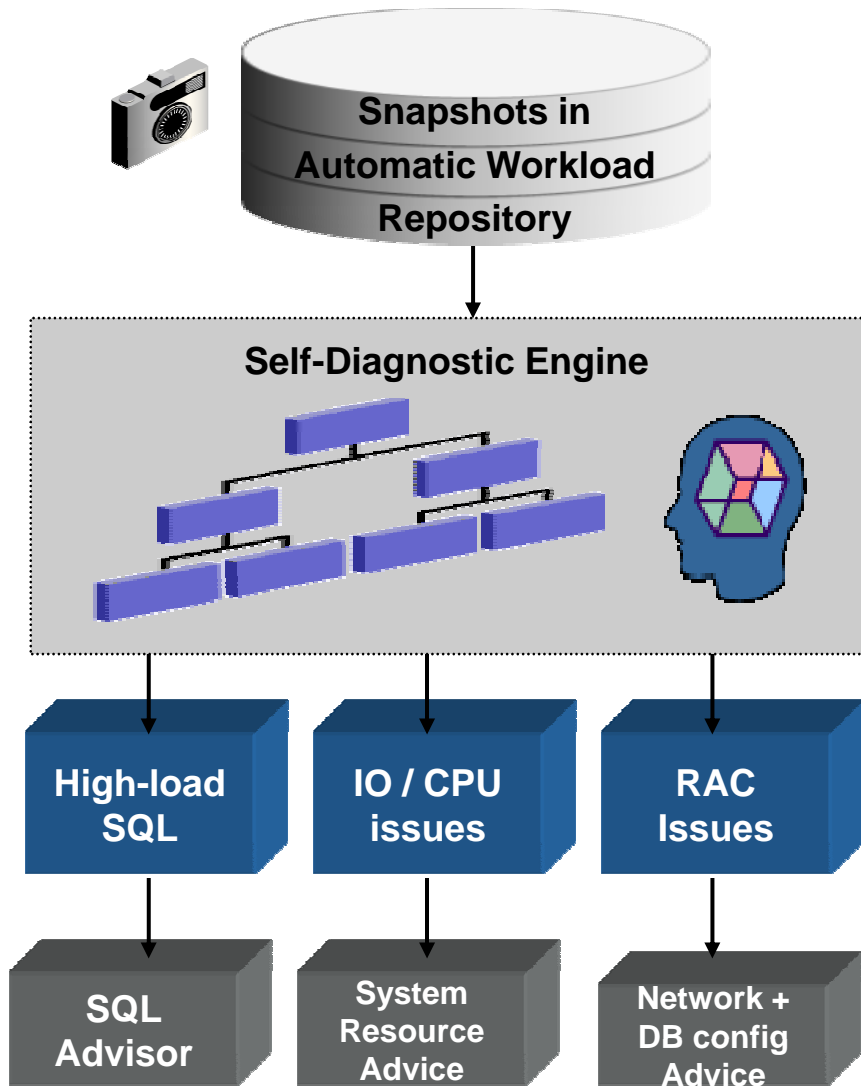 Snapshots in
Automatic Workload
Repository
Self-Diagnostic Engine
High-load
SQL
IO / CPU
issues
RAC
Issues
SQL
Advisor
System
Resource
Advice
Network +
DB config
Advice